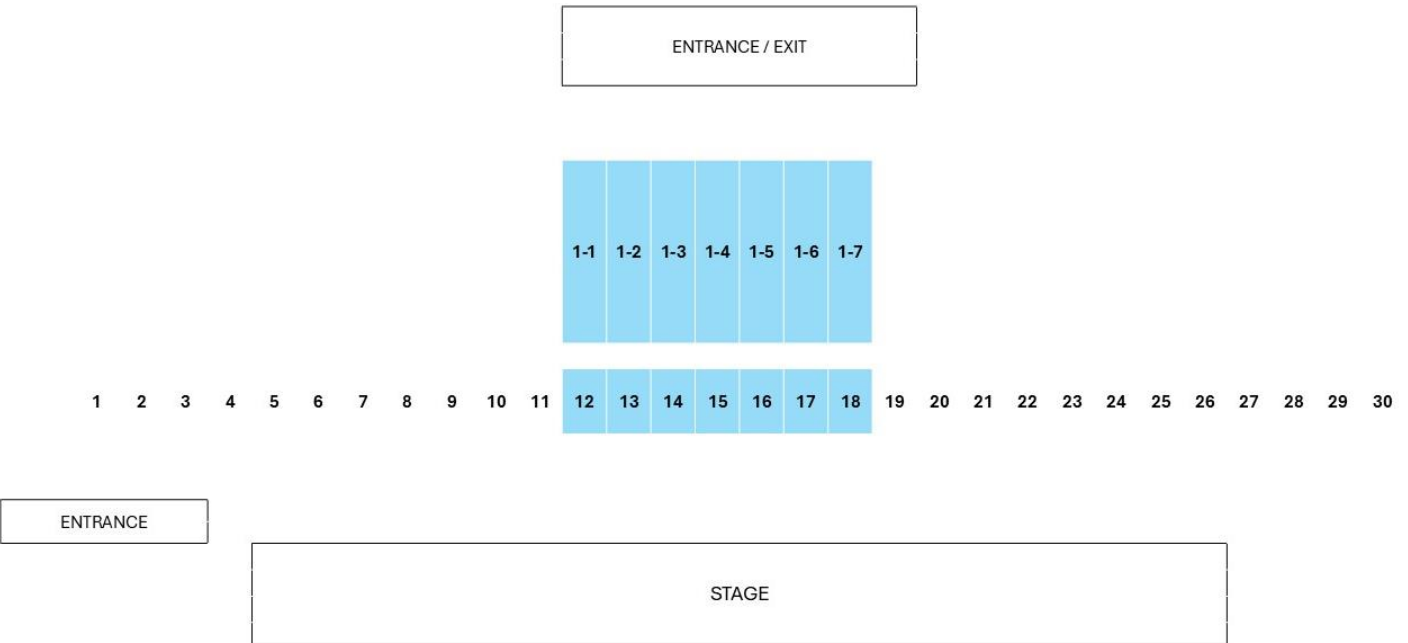 ENTRANCE / EXIT
1-1 1-2 1-3 1-4 1-5 1-6 1-7
1 2 3 4 5 6 7 8 9 10 11 12 13 14 15 16 17 18 19 20 21 22 23 24 25 26 27 28 29 30
ENTRANCE
STAGE